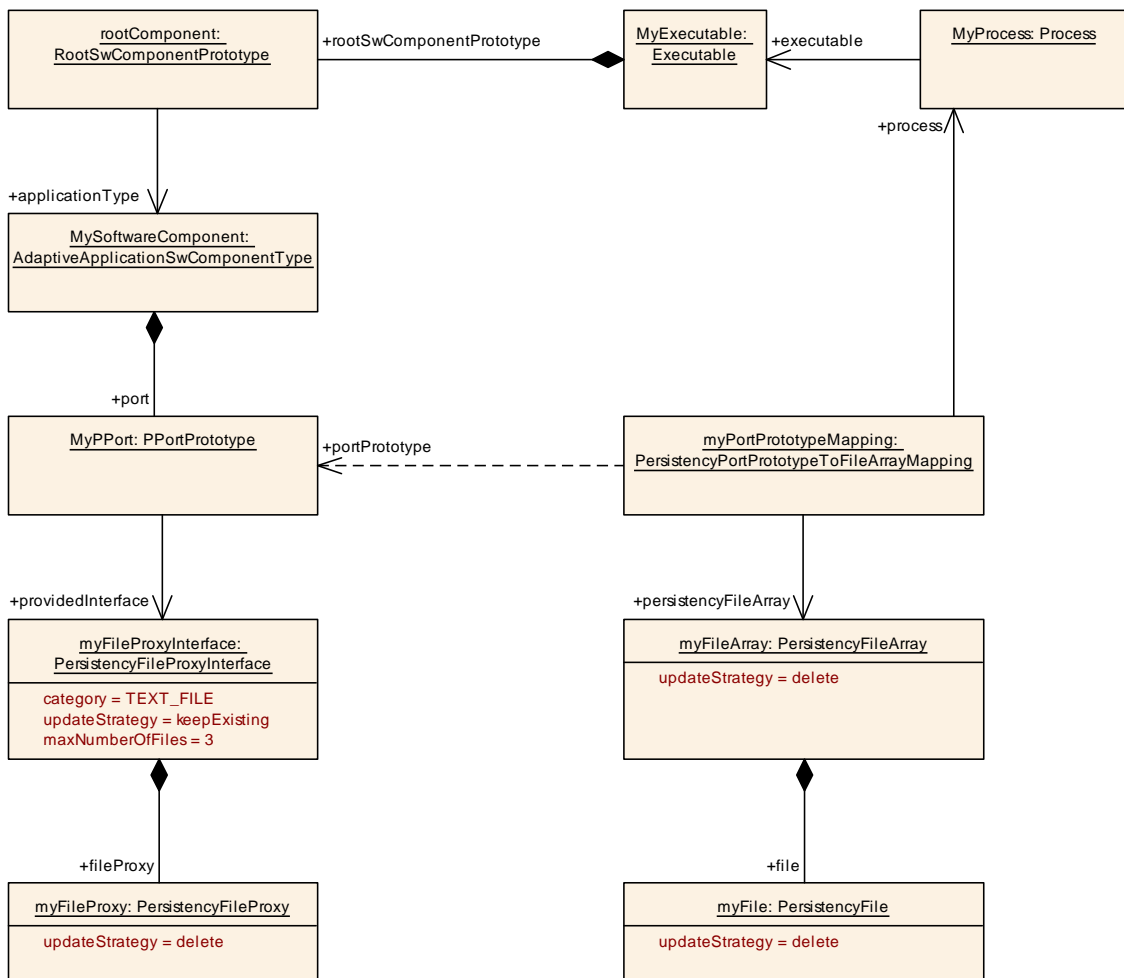 rootComponent:
RootSwComponentPrototype
+rootSwComponentPrototype
MyExecutable:
Executable
+executable
MyProcess: Process
+process
+applicationType
MySoftwareComponent:
AdaptiveApplicationSwComponentType
+port
MyPPort: PPortPrototype
+portPrototype
myPortPrototypeMapping:
PersistencyPortPrototypeToFileArrayMapping
+providedInterface
+persistencyFileArray
myFileProxyInterface:
PersistencyFileProxyInterface
category = TEXT_FILE
updateStrategy = keepExisting
maxNumberOfFiles = 3
myFileArray: PersistencyFileArray
updateStrategy = delete
+fileProxy
+file
myFileProxy: PersistencyFileProxy
updateStrategy = delete
myFile: PersistencyFile
updateStrategy = delete